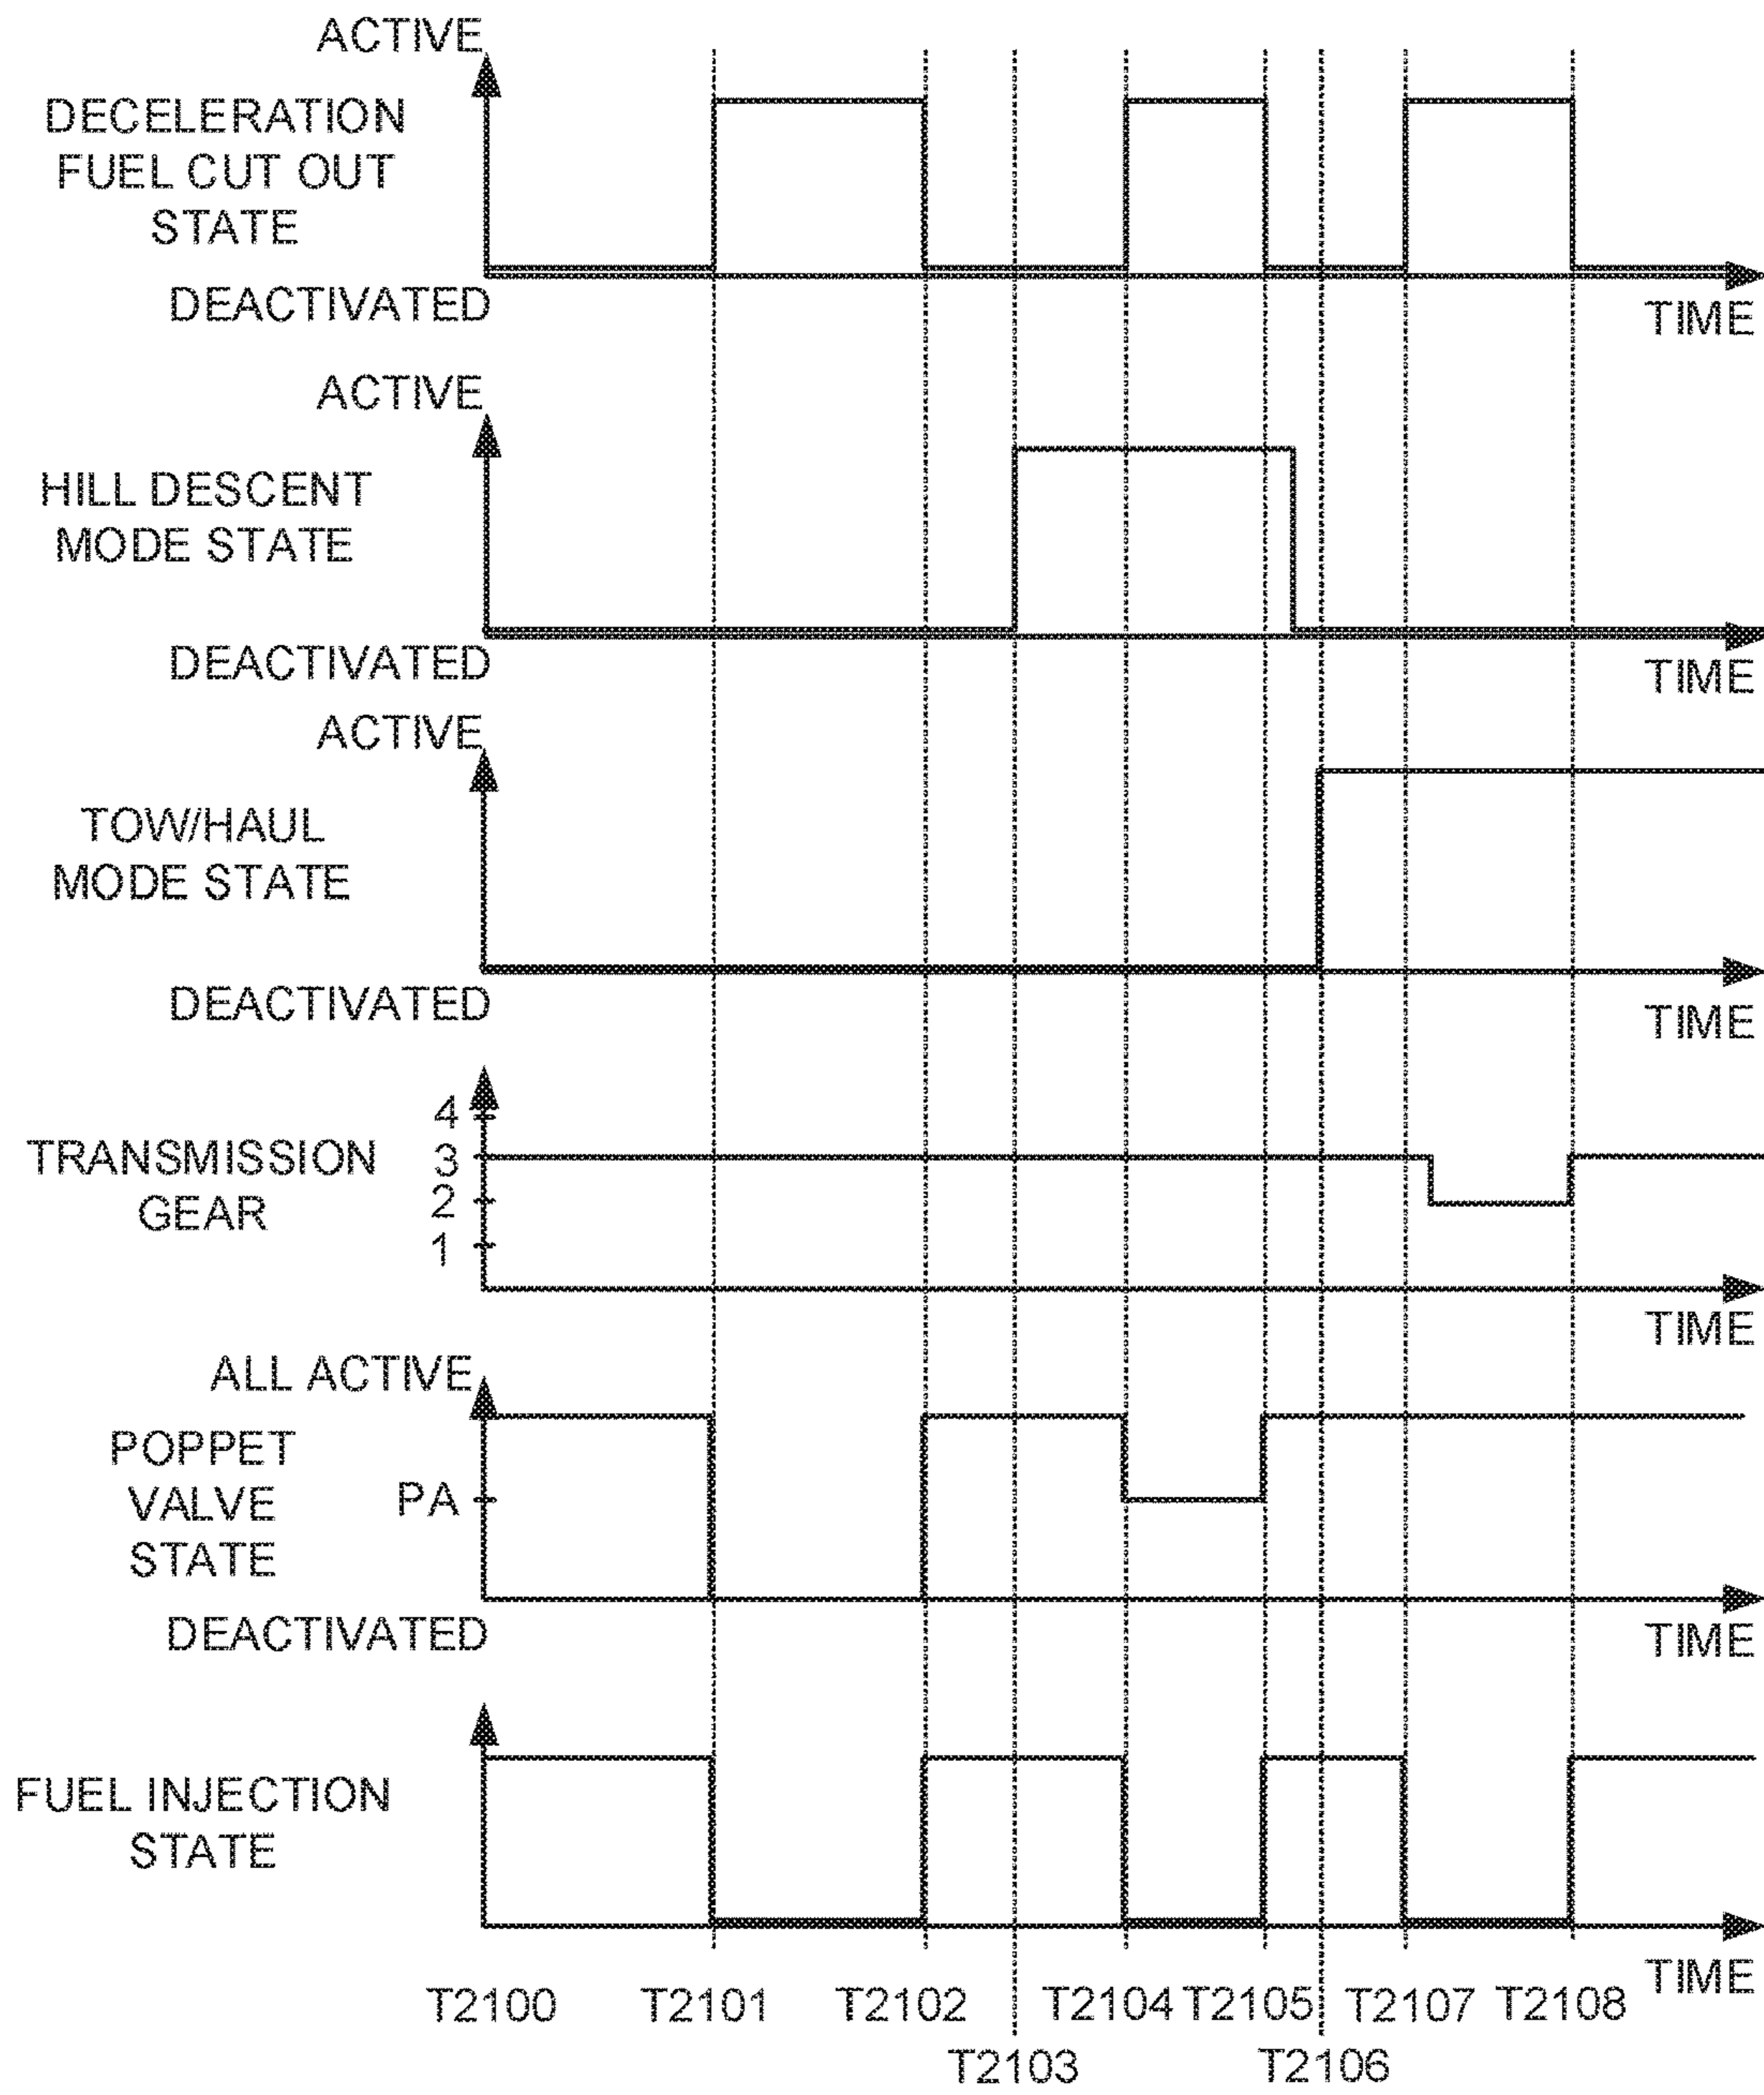 ACTIVE
DECELERATION
FUEL CUT OUT
STATE
DEACTIVATED
TIME
ACTIVE
HILL DESCENT
MODE STATE
DEACTIVATED
TIME
ACTIVE
TOW/HAUL
MODE STATE
DEACTIVATED
TIME
4
TRANSMISSION 3
GEAR 2
1
TIME
ALL ACTIVE
POPPET
VALVE PA
STATE
DEACTIVATED
TIME
FUEL INJECTION
STATE
TIME
T2100 T2101 T2102 T2104 T2105 T2107 T2108
T2103 T2106